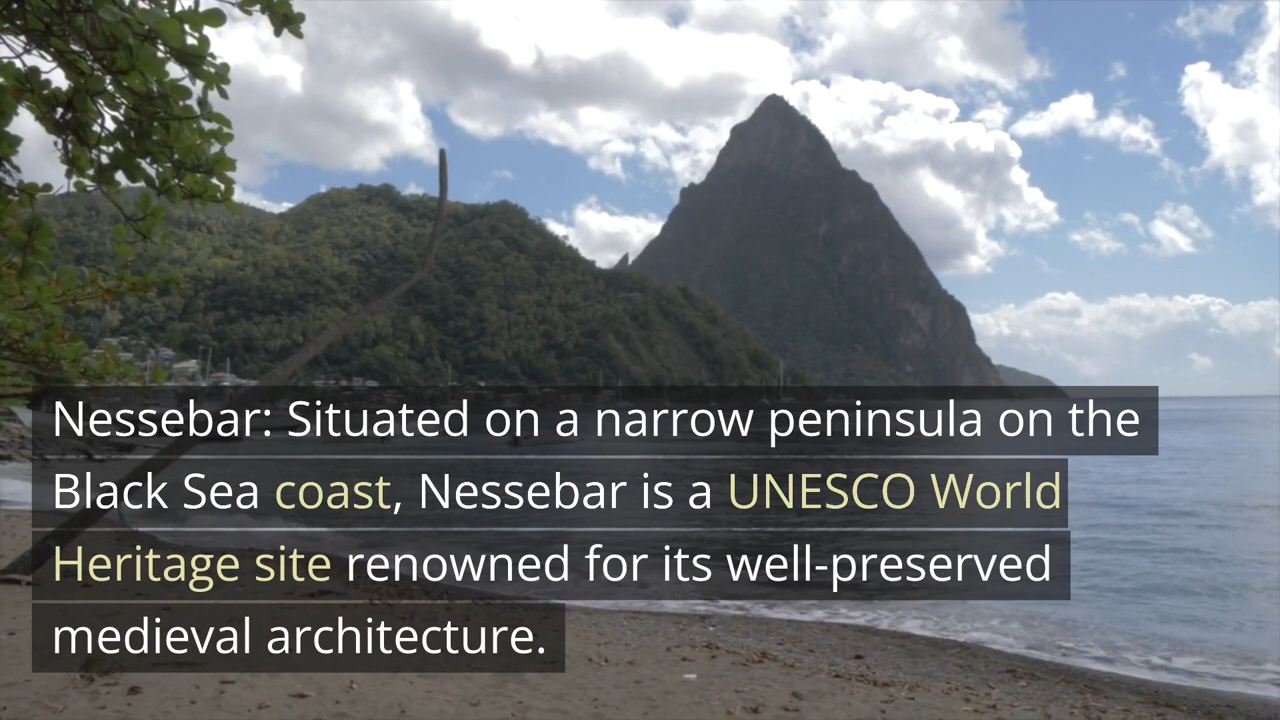 Nessebar: Situated on a narrow peninsula on the
Black Sea coast, Nessebar is a UNESCO World
Heritage site renowned for its well-preserved
medieval architecture.